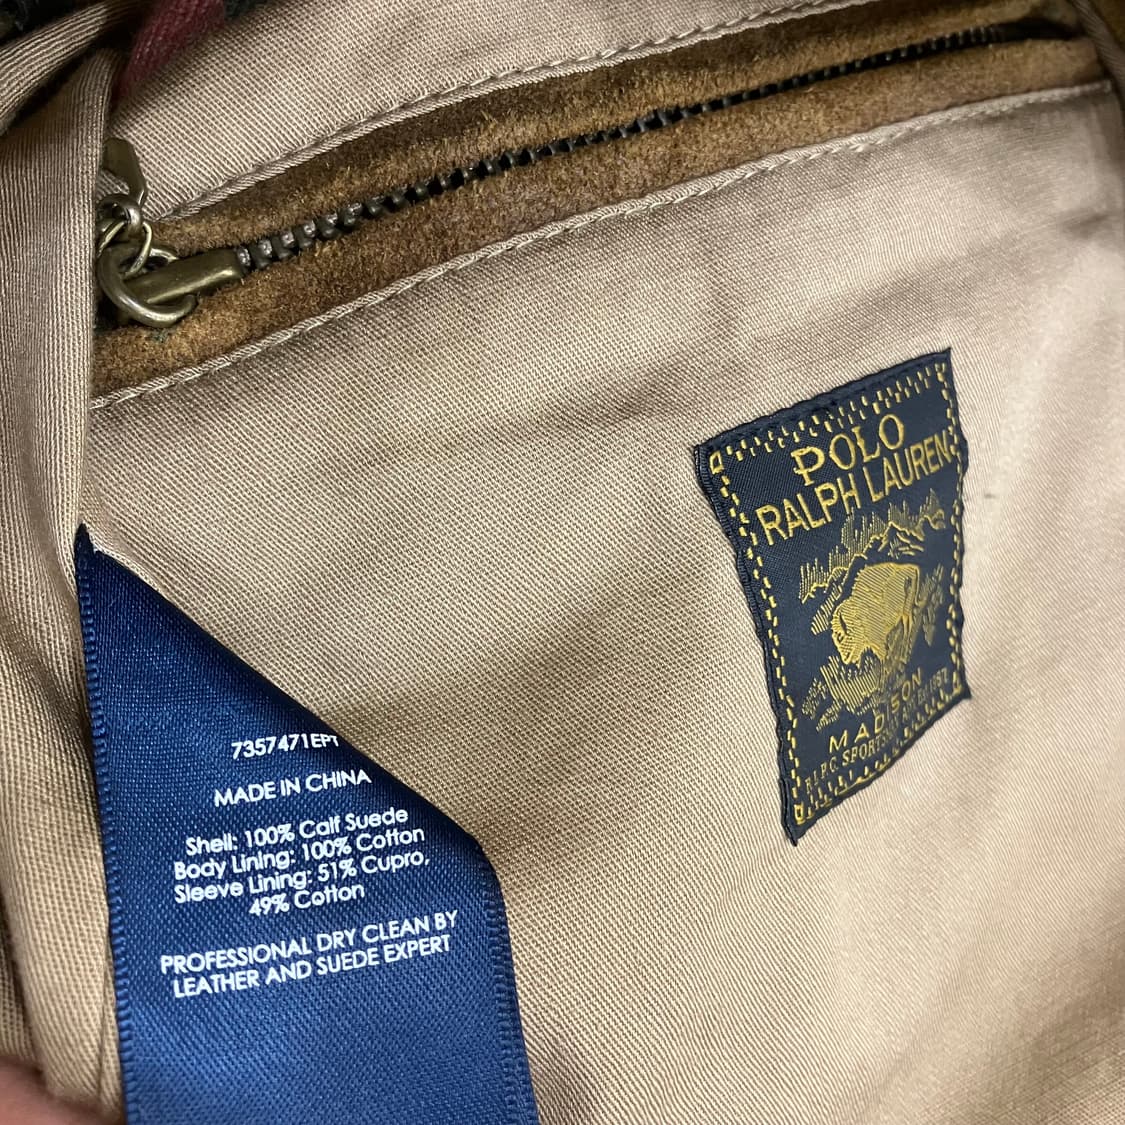 POLO
RALPH LAUREN
MADISON
7357471EPT
MADE IN CHINA
Shell: 100% Calf Suede
Body Lining: 100% Cotton
Sleeve Lining: 51% Cupro,
49% Cotton
PROFESSIONAL DRY CLEAN BY
LEATHER AND SUEDE EXPERT